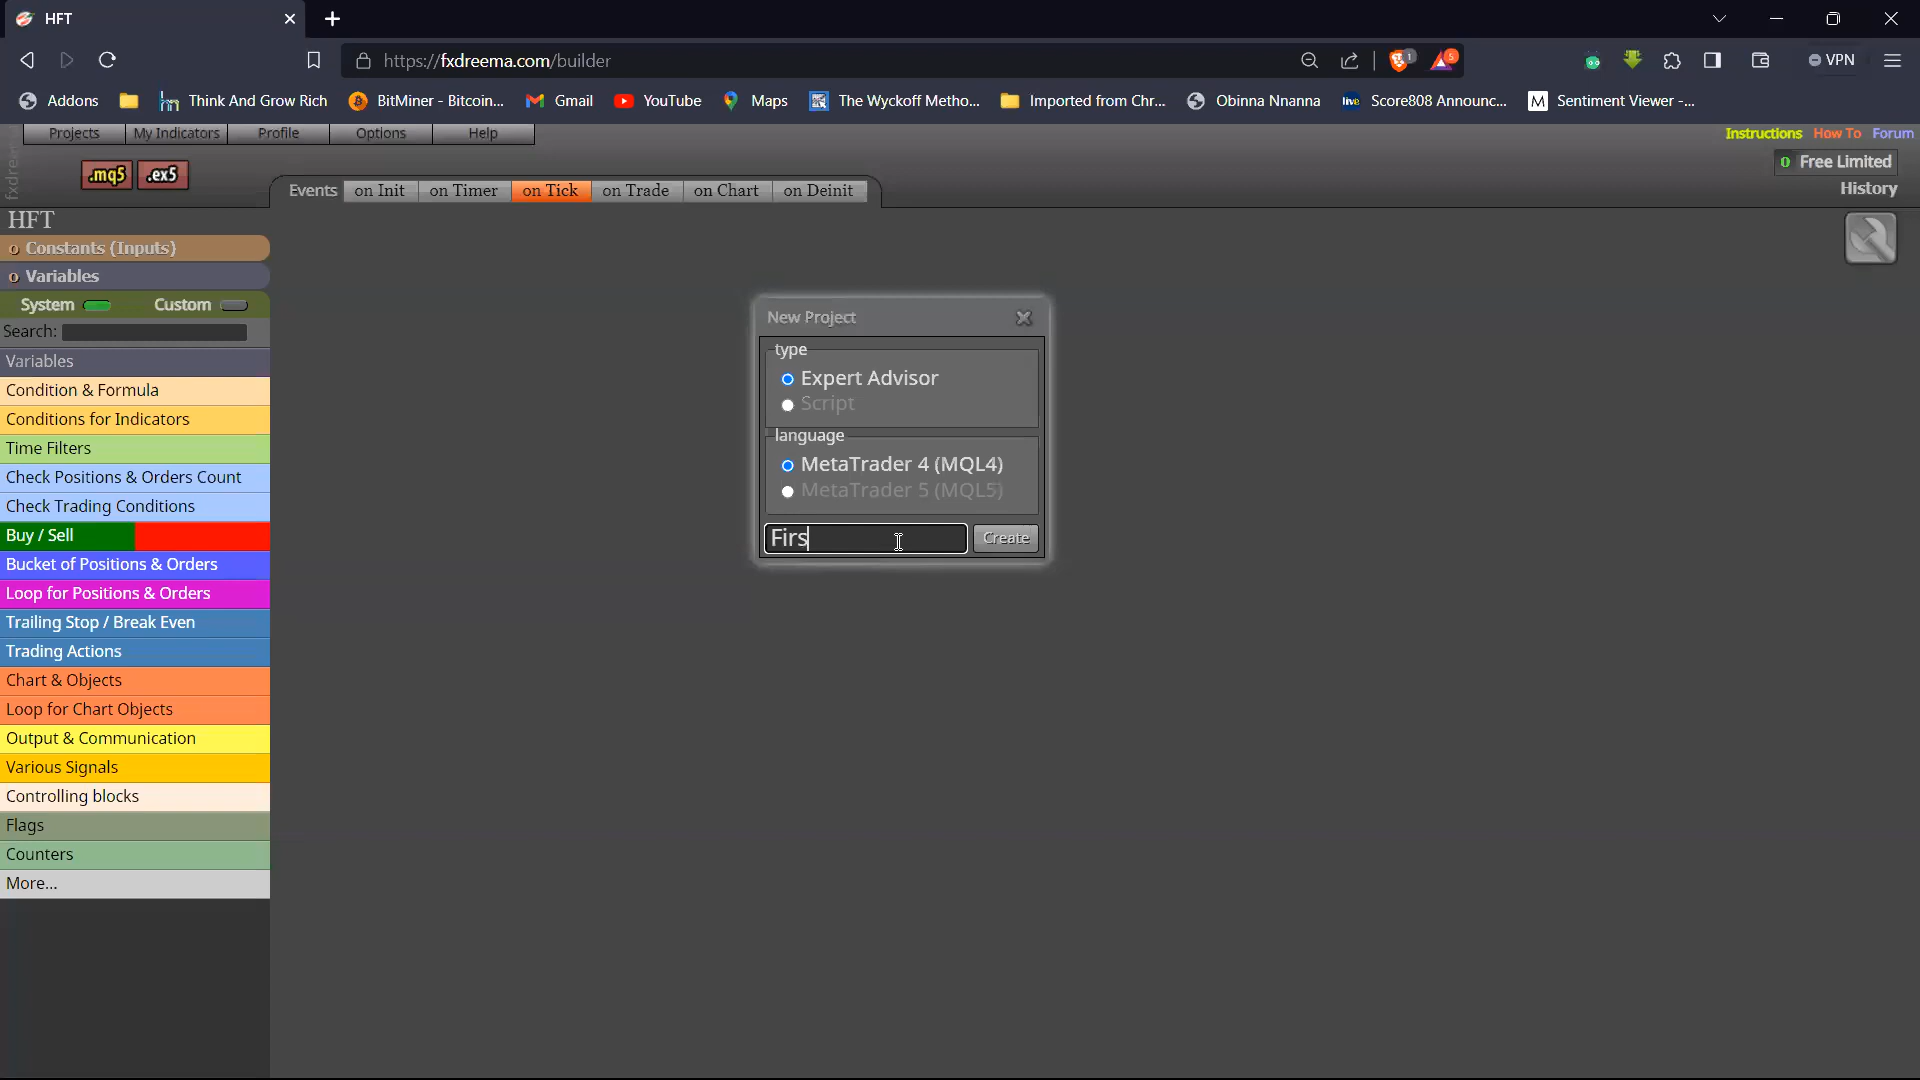 HFT
https://fxdreema.com/builder
1
5
VPN
Addons
Think And Grow Rich
BitMiner - Bitcoin...
Gmail
YouTube
Maps
The Wyckoff Metho...
Imported from Chr...
Obinna Nnanna
live Score808 Announc...
M Sentiment Viewer -...
Projects
My Indicators
Profile
Options
Help
Instructions How To Forum
.mq5
.ex5
0 Free Limited
Events
on Init
on Timer
on Tick
on Trade
on Chart
on Deinit
History
HFT
0 Constants (Inputs)
0 Variables
System
Custom
Search:
Variables
Condition & Formula
Conditions for Indicators
Time Filters
Check Positions & Orders Count
Check Trading Conditions
Buy / Sell
Bucket of Positions & Orders
Loop for Positions & Orders
Trailing Stop / Break Even
Trading Actions
Chart & Objects
Loop for Chart Objects
Output & Communication
Various Signals
Controlling blocks
Flags
Counters
More...
New Project
type
Expert Advisor
Script
language
MetaTrader 4 (MQL4)
MetaTrader 5 (MQL5)
Firs
Create